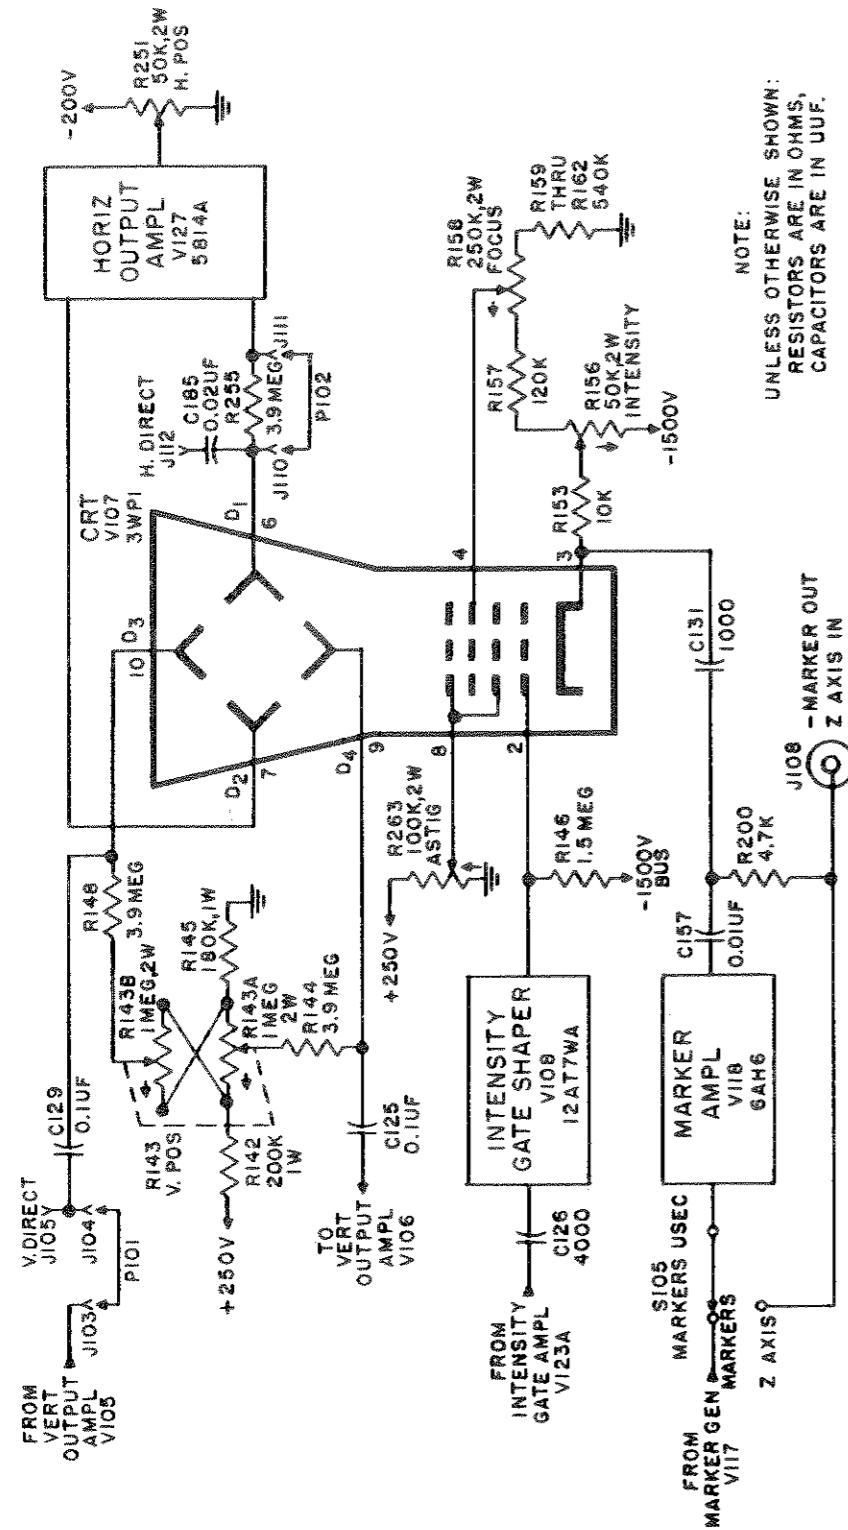 FROM
VERT
OUTPUT
AMPL
V105
J103
P101
V.DIRECT
J105
J104
C129
0.1UF
R143
V. POS
R143B
1MEG,2W
R148
3.9 MEG
+250V
R142
200K
1W
R143A
1MEG
2W
R145
180K,1W
R144
3.9 MEG
TO
VERT
OUTPUT
AMPL
V106
C125
0.1UF
D2
7
D3
10
D4
9
D1
6
CRT
V107
3WP1
H. DIRECT
J112
C185
0.02UF
R255
3.9 MEG
J110
J111
P102
HORIZ
OUTPUT
AMPL
V127
5814A
-200V
R251
50K,2W
H. POS
+250V
R263
100K,2W
ASTIG
8
2
4
3
FROM
INTENSITY
GATE AMPL
V123A
C126
4000
INTENSITY
GATE SHAPER
V108
12AT7WA
R146
1.5 MEG
-1500V
BUS
R153
10K
R157
120K
R156
50K,2W
INTENSITY
-1500V
R158
250K,2W
FOCUS
R159
THRU
R162
540K
FROM
MARKER GEN
V117
S105
MARKERS USEC
MARKERS
Z AXIS
MARKER
AMPL
V118
6AH6
C157
0.01UF
R200
4.7K
C131
1000
J108
-MARKER OUT
Z AXIS IN
NOTE:
UNLESS OTHERWISE SHOWN:
RESISTORS ARE IN OHMS,
CAPACITORS ARE IN UUF.